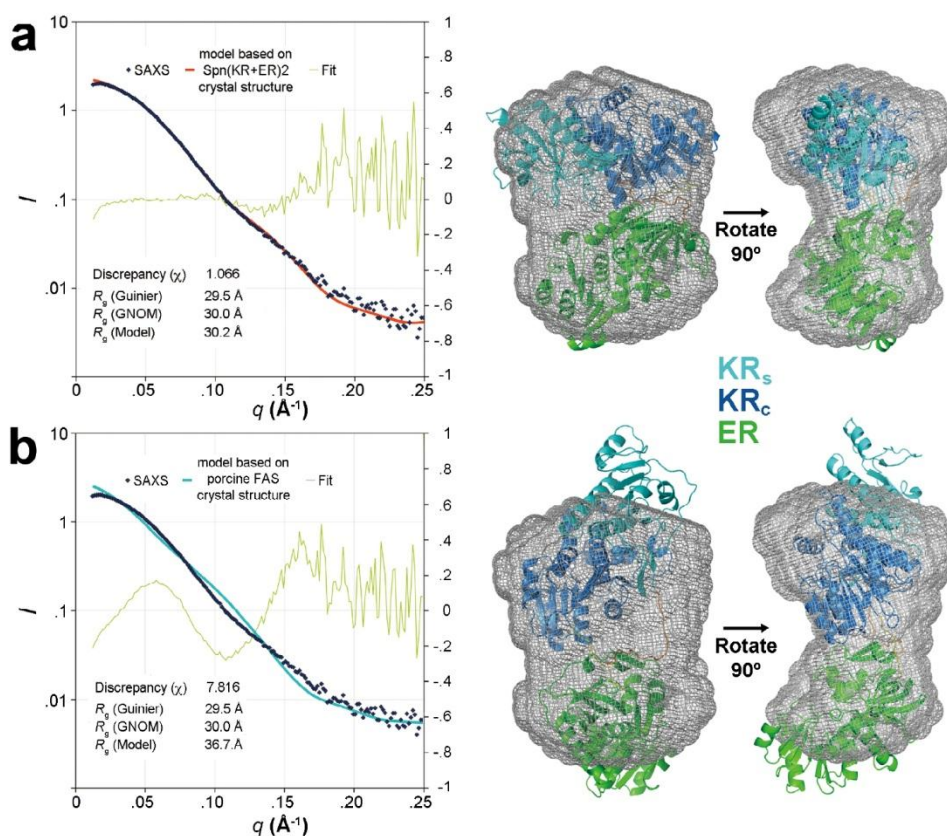 a
10
1
.1
.01
I
SAXS
model based on
Spn(KR+ER)2
crystal structure
Fit
1
.8
.6
.4
.2
0
-.2
-.4
-.6
-.8
-1
Discrepancy (χ) 1.066
Rg (Guinier) 29.5 Å
Rg (GNOM) 30.0 Å
Rg (Model) 30.2 Å
0 .05 .10 .15 .20 .25
q (Å-1)
Rotate
90º
KRs
KRc
ER
b
10
1
.1
.01
I
SAXS
model based on
porcine FAS
crystal structure
Fit
1
.8
.6
.4
.2
0
-.2
-.4
-.6
-.8
-1
Discrepancy (χ) 7.816
Rg (Guinier) 29.5 Å
Rg (GNOM) 30.0 Å
Rg (Model) 36.7 Å
0 .05 .10 .15 .20 .25
q (Å-1)
Rotate
90º